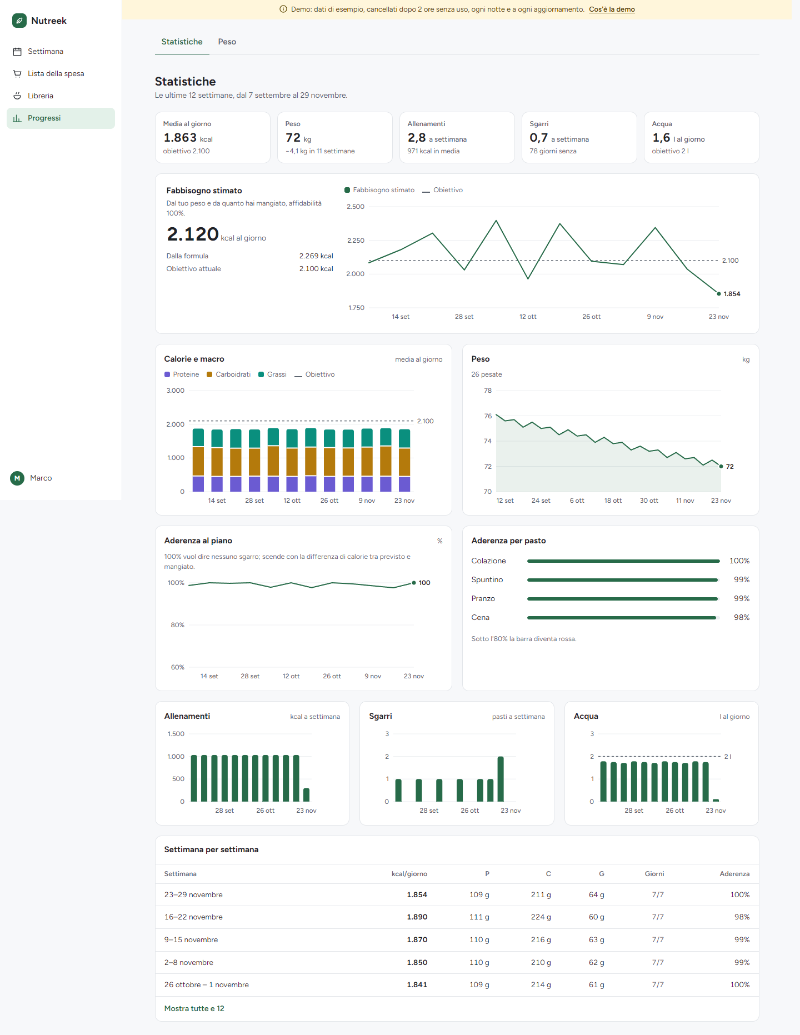 Nutreek
Demo: dati di esempio, cancellati dopo 2 ore senza uso, ogni notte e a ogni aggiornamento. Cos'è la demo
Settimana
Lista della spesa
Libreria
Progressi
Marco
Statistiche Peso
Statistiche
Le ultime 12 settimane, dal 7 settembre al 29 novembre.
Media al giorno
1.863 kcal
obiettivo 2.100
Peso
72 kg
−4,1 kg in 11 settimane
Allenamenti
2,8 a settimana
971 kcal in media
Sgarri
0,7 a settimana
78 giorni senza
Acqua
1,6 l al giorno
obiettivo 2 l
Fabbisogno stimato
Dal tuo peso e da quanto hai mangiato, affidabilità
100%.
2.120 kcal al giorno
Dalla formula 2.269 kcal
Obiettivo attuale 2.100 kcal
Fabbisogno stimato Obiettivo
2.500
2.250
2.000
1.750
2.100
1.854
14 set 28 set 12 ott 26 ott 9 nov 23 nov
Calorie e macro media al giorno
Proteine Carboidrati Grassi Obiettivo
3.000
2.000
1.000
0
2.100
14 set 28 set 12 ott 26 ott 9 nov 23 nov
Peso kg
26 pesate
78
76
74
72
70
72
12 set 24 set 6 ott 18 ott 30 ott 11 nov 23 nov
Aderenza al piano %
100% vuol dire nessuno sgarro; scende con la differenza di calorie tra previsto e
mangiato.
100%
80%
60%
100
14 set 28 set 12 ott 26 ott 9 nov 23 nov
Aderenza per pasto
Colazione 100%
Spuntino 99%
Pranzo 99%
Cena 98%
Sotto l'80% la barra diventa rossa.
Allenamenti kcal a settimana
1.500
1.000
500
0
28 set 26 ott 23 nov
Sgarri pasti a settimana
3
2
1
0
28 set 26 ott 23 nov
Acqua l al giorno
3
2
1
0
2 l
28 set 26 ott 23 nov
Settimana per settimana
Settimana kcal/giorno P C G Giorni Aderenza
23–29 novembre 1.854 109 g 211 g 64 g 7/7 100%
16–22 novembre 1.890 111 g 224 g 60 g 7/7 98%
9–15 novembre 1.870 110 g 216 g 63 g 7/7 99%
2–8 novembre 1.850 110 g 210 g 62 g 7/7 99%
26 ottobre – 1 novembre 1.841 109 g 214 g 61 g 7/7 100%
Mostra tutte e 12